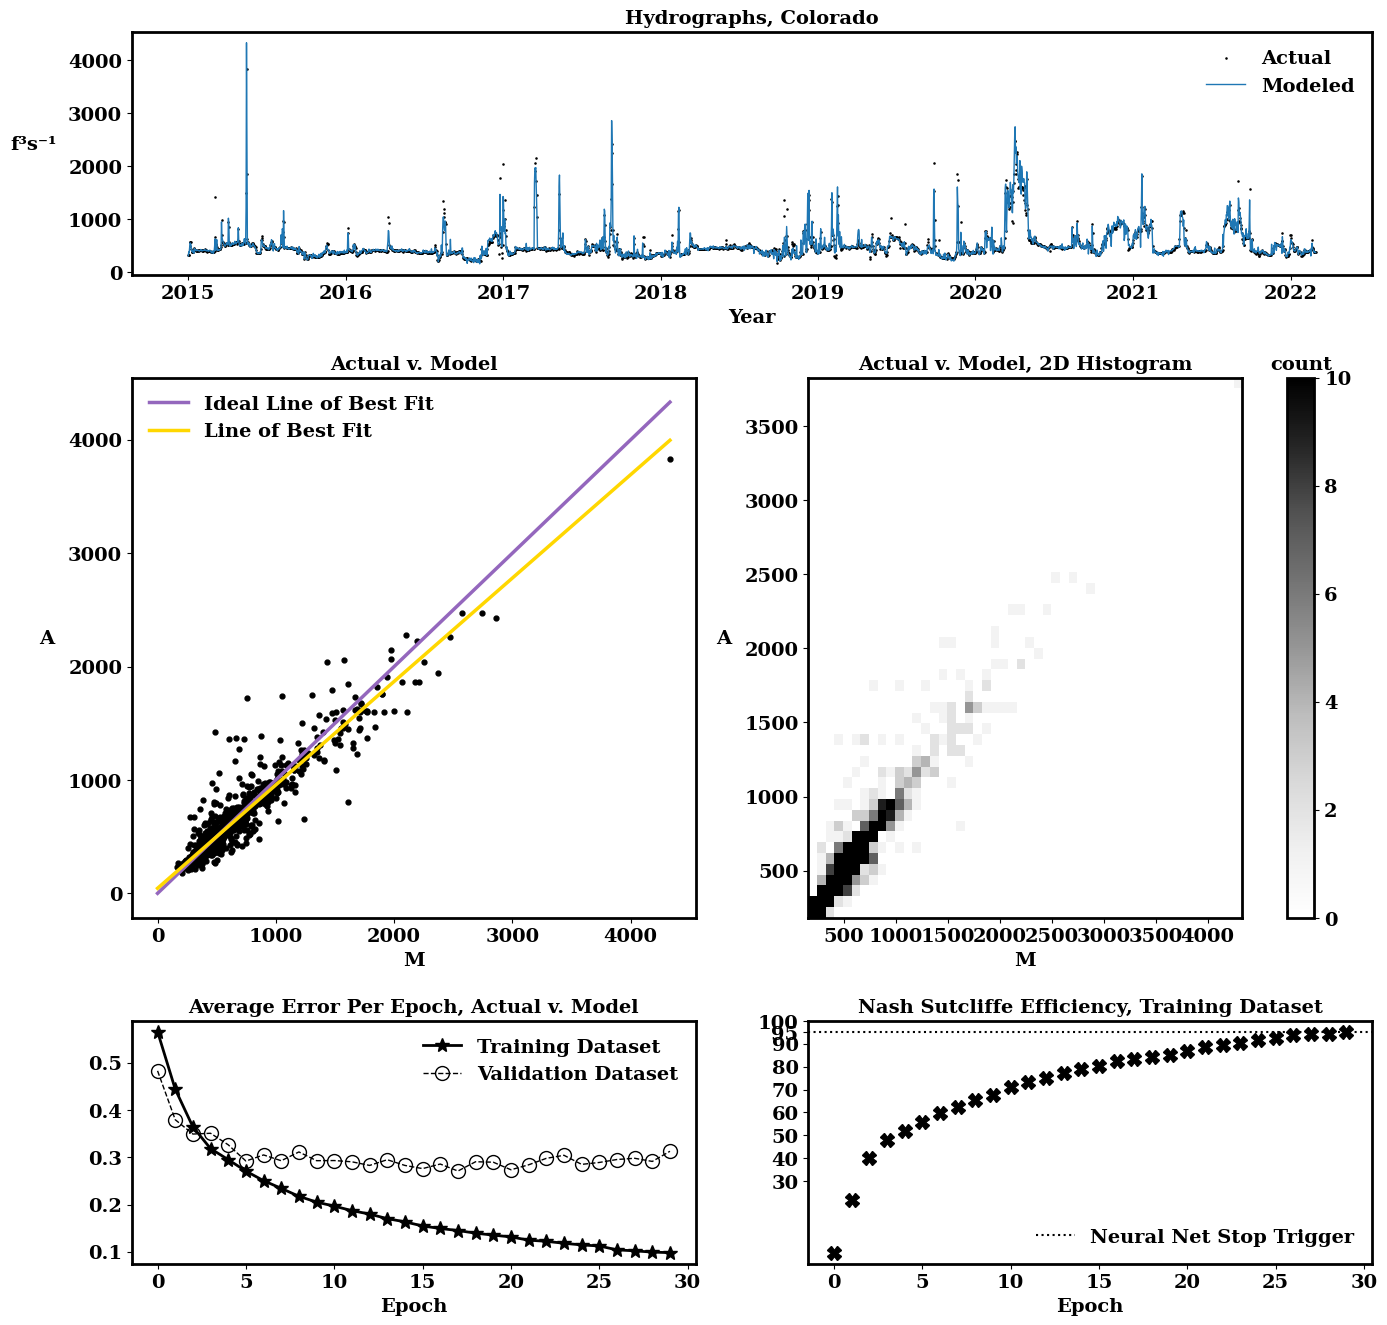 Hydrographs, Colorado
4000
3000
2000
1000
0
f³s⁻¹
Actual
Modeled
2015 2016 2017 2018 2019 2020 2021 2022
Year
Actual v. Model
Ideal Line of Best Fit
Line of Best Fit
4000
3000
2000
1000
0
A
0 1000 2000 3000 4000
M
Actual v. Model, 2D Histogram
3500
3000
2500
2000
1500
1000
500
A
500 1000 1500 2000 2500 3000 3500 4000
M
count
10
8
6
4
2
0
Average Error Per Epoch, Actual v. Model
Training Dataset
Validation Dataset
0.5
0.4
0.3
0.2
0.1
0 5 10 15 20 25 30
Epoch
Nash Sutcliffe Efficiency, Training Dataset
100
95
90
80
70
60
50
40
30
Neural Net Stop Trigger
0 5 10 15 20 25 30
Epoch